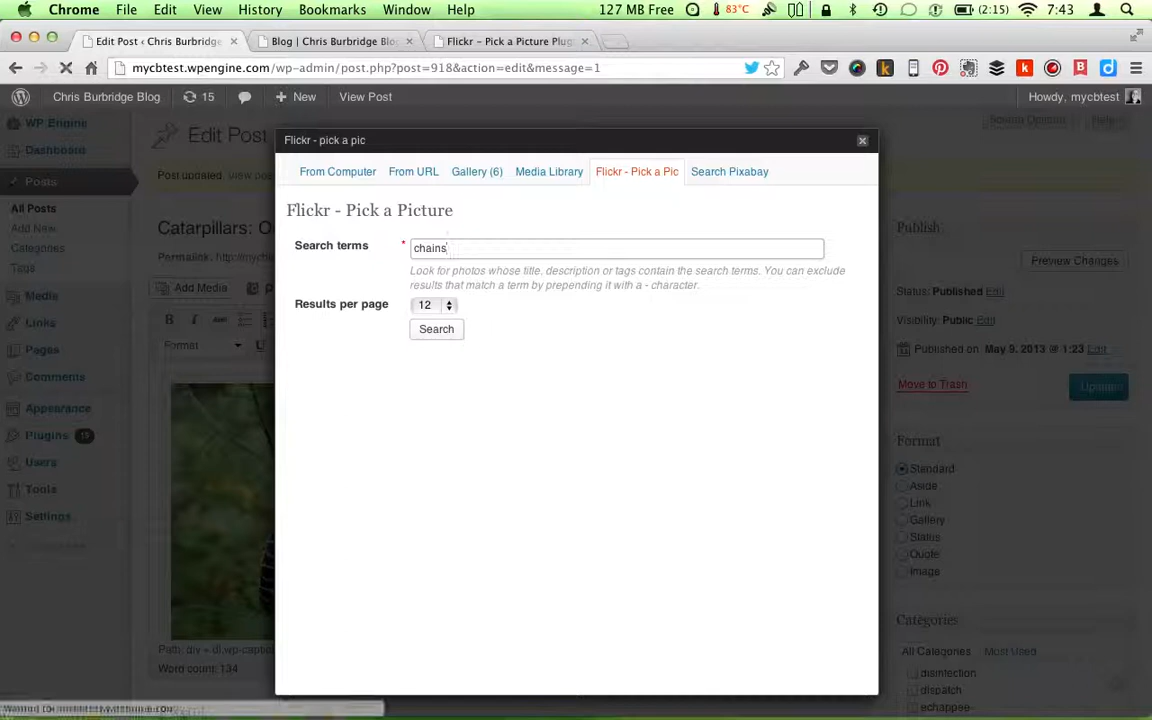 Chrome File Edit View History Bookmarks Window Help 127 MB Free 83°C (2:15) 7:43
Edit Post ‹ Chris Burbridge Blog | Chris Burbridge Blo Flickr - Pick a Picture Plug
mycbtest.wpengine.com/wp-admin/post.php?post=918&action=edit&message=1
Chris Burbridge Blog 15 New View Post Howdy, mycbtest
WP Engine
Dashboard
Posts
All Posts
Add New
Categories
Tags
Media
Links
Pages
Comments
Appearance
Plugins 13
Users
Tools
Settings
Edit Post
Screen Options Help
Post updated. View pos
Catarpillars: O
Permalink: http://mycb
Add Media
B I ABC
Format U
Path: div » dl.wp-captio
Word count: 134
Flickr - pick a pic
From Computer From URL Gallery (6) Media Library Flickr - Pick a Pic Search Pixabay
Flickr - Pick a Picture
Search terms * chains
Look for photos whose title, description or tags contain the search terms. You can exclude
results that match a term by prepending it with a - character.
Results per page 12
Search
Publish
Preview Changes
Status: Published Edit
Visibility: Public Edit
Published on: May 9, 2013 @ 1:23 Edit
Move to Trash Update
Format
Standard
Aside
Link
Gallery
Status
Quote
Image
Categories
All Categories Most Used
disinfection
dispatch
echappee